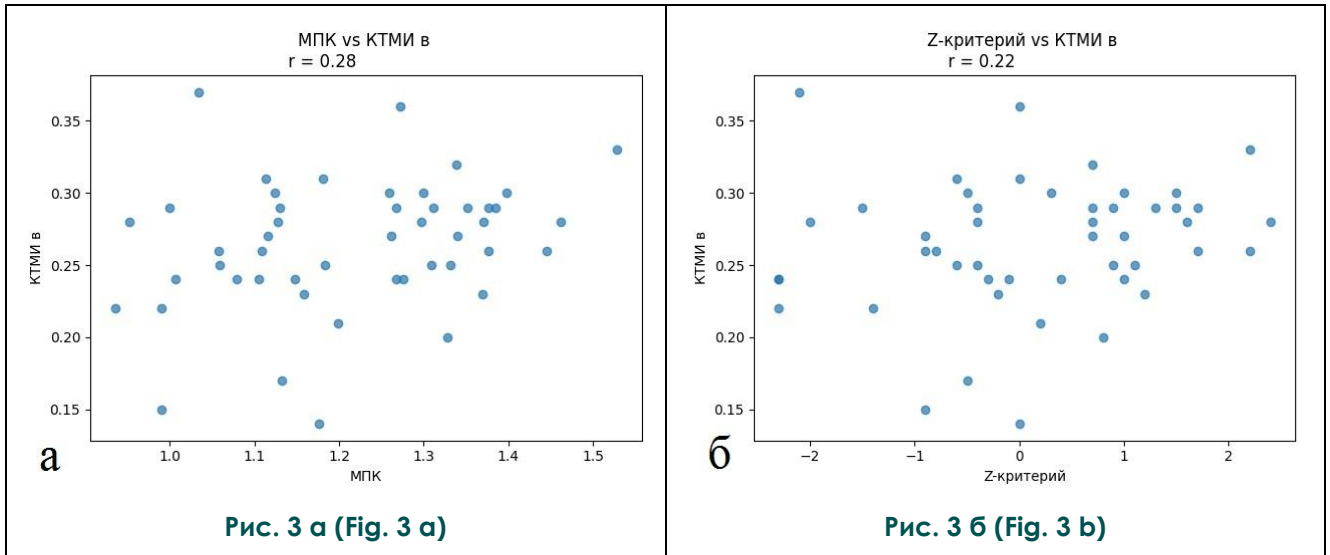 МПК vs КТМИ в
r = 0.28
КТМИ в
0.35
0.30
0.25
0.20
0.15
1.0 1.1 1.2 1.3 1.4 1.5
МПК
а
Рис. 3 а (Fig. 3 a)
Z-критерий vs КТМИ в
r = 0.22
КТМИ в
0.35
0.30
0.25
0.20
0.15
−2 −1 0 1 2
Z-критерий
б
Рис. 3 б (Fig. 3 b)